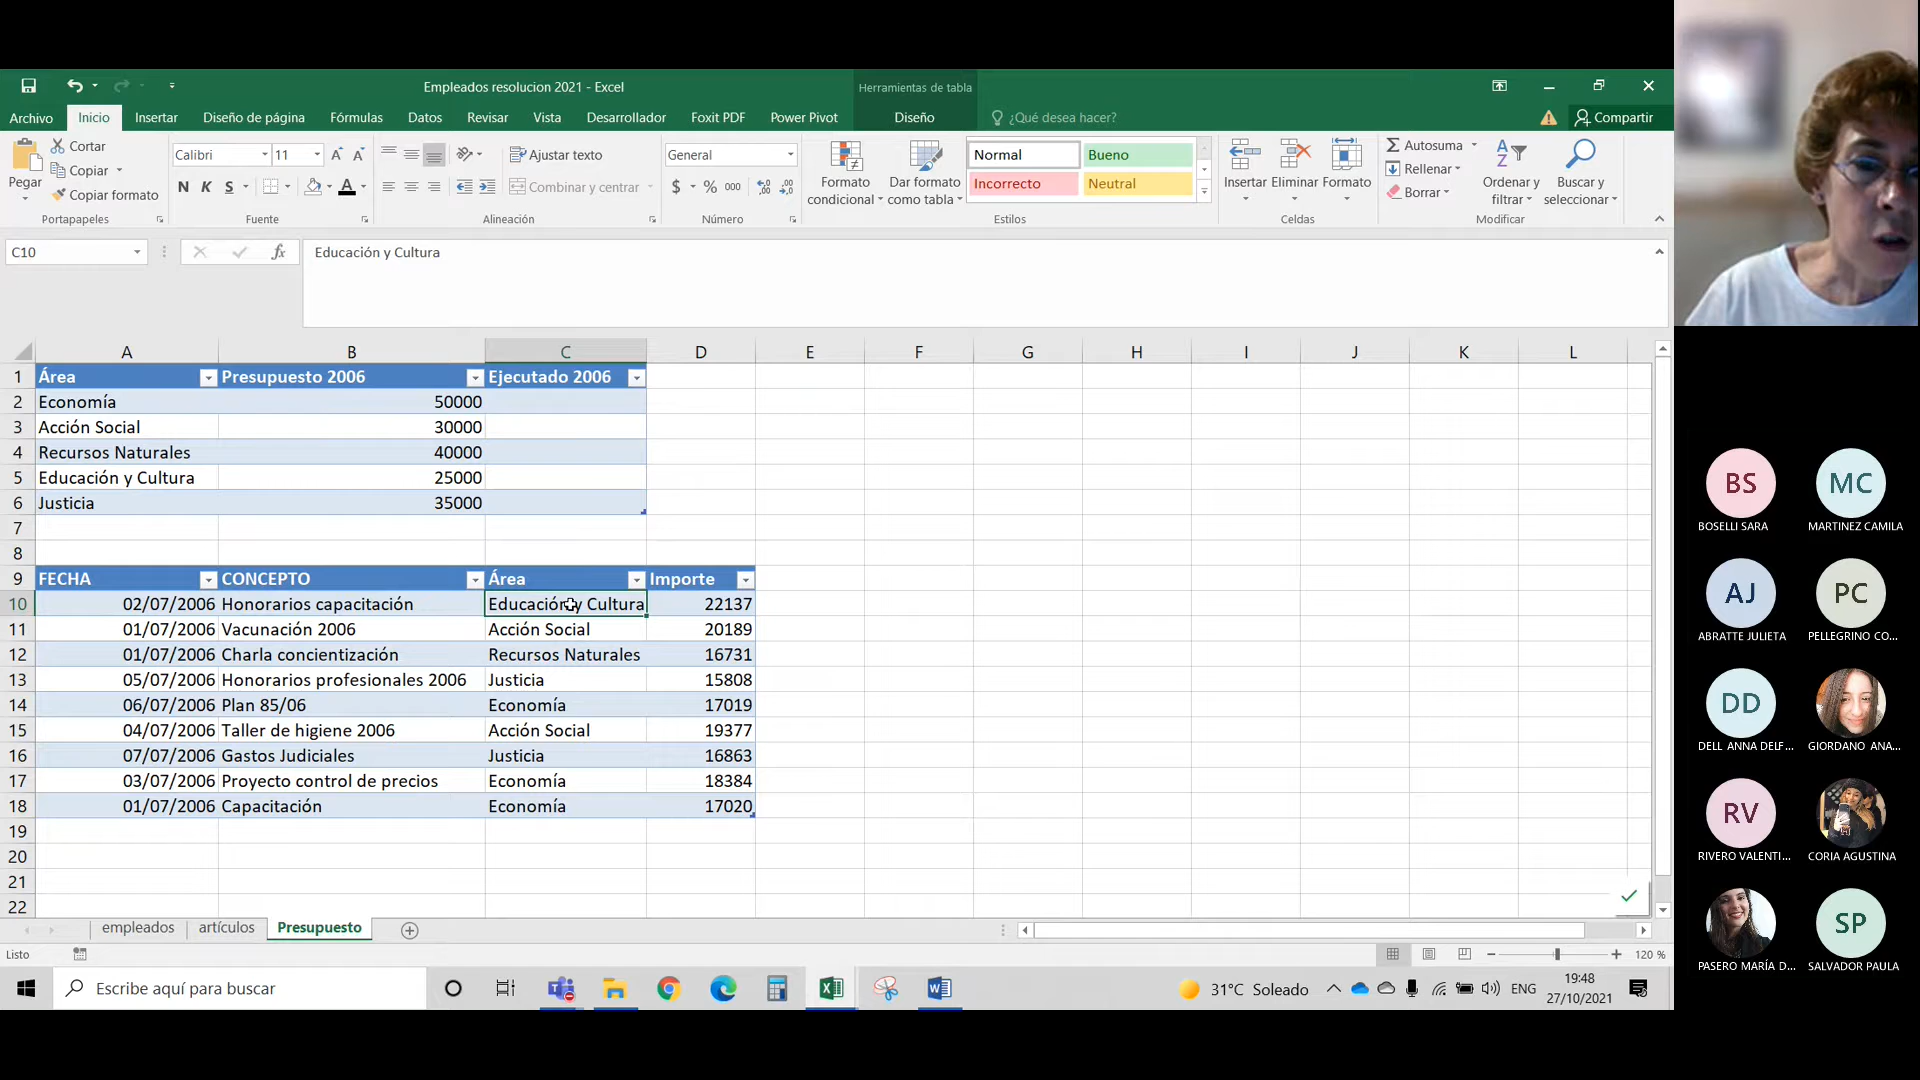 Empleados resolucion 2021 - Excel
Herramientas de tabla
Archivo Inicio Insertar Diseño de página Fórmulas Datos Revisar Vista Desarrollador Foxit PDF Power Pivot Diseño ¿Qué desea hacer? Compartir
Pegar
Cortar
Copiar
Copiar formato
Portapapeles
Calibri 11
N K S
Fuente
Ajustar texto
Combinar y centrar
Alineación
General
$ % 000
Número
Formato condicional
Dar formato como tabla
Normal Bueno
Incorrecto Neutral
Estilos
Insertar Eliminar Formato
Celdas
Autosuma
Rellenar
Borrar
Ordenar y filtrar
Buscar y seleccionar
Modificar
C10 fx Educación y Cultura
A B C D E F G H I J K L
1 Área Presupuesto 2006 Ejecutado 2006
2 Economía 50000
3 Acción Social 30000
4 Recursos Naturales 40000
5 Educación y Cultura 25000
6 Justicia 35000
7
8
9 FECHA CONCEPTO Área Importe
10 02/07/2006 Honorarios capacitación Educación y Cultura 22137
11 01/07/2006 Vacunación 2006 Acción Social 20189
12 01/07/2006 Charla concientización Recursos Naturales 16731
13 05/07/2006 Honorarios profesionales 2006 Justicia 15808
14 06/07/2006 Plan 85/06 Economía 17019
15 04/07/2006 Taller de higiene 2006 Acción Social 19377
16 07/07/2006 Gastos Judiciales Justicia 16863
17 03/07/2006 Proyecto control de precios Economía 18384
18 01/07/2006 Capacitación Economía 17020
19
20
21
22
empleados artículos Presupuesto
Listo 120 %
Escribe aquí para buscar
31°C Soleado ENG
19:48
27/10/2021
BS MC
BOSELLI SARA MARTINEZ CAMILA
AJ PC
ABRATTE JULIETA PELLEGRINO CO...
DD
DELL ANNA DELF... GIORDANO ANA...
RV
RIVERO VALENTI... CORIA AGUSTINA
SP
PASERO MARÍA D... SALVADOR PAULA